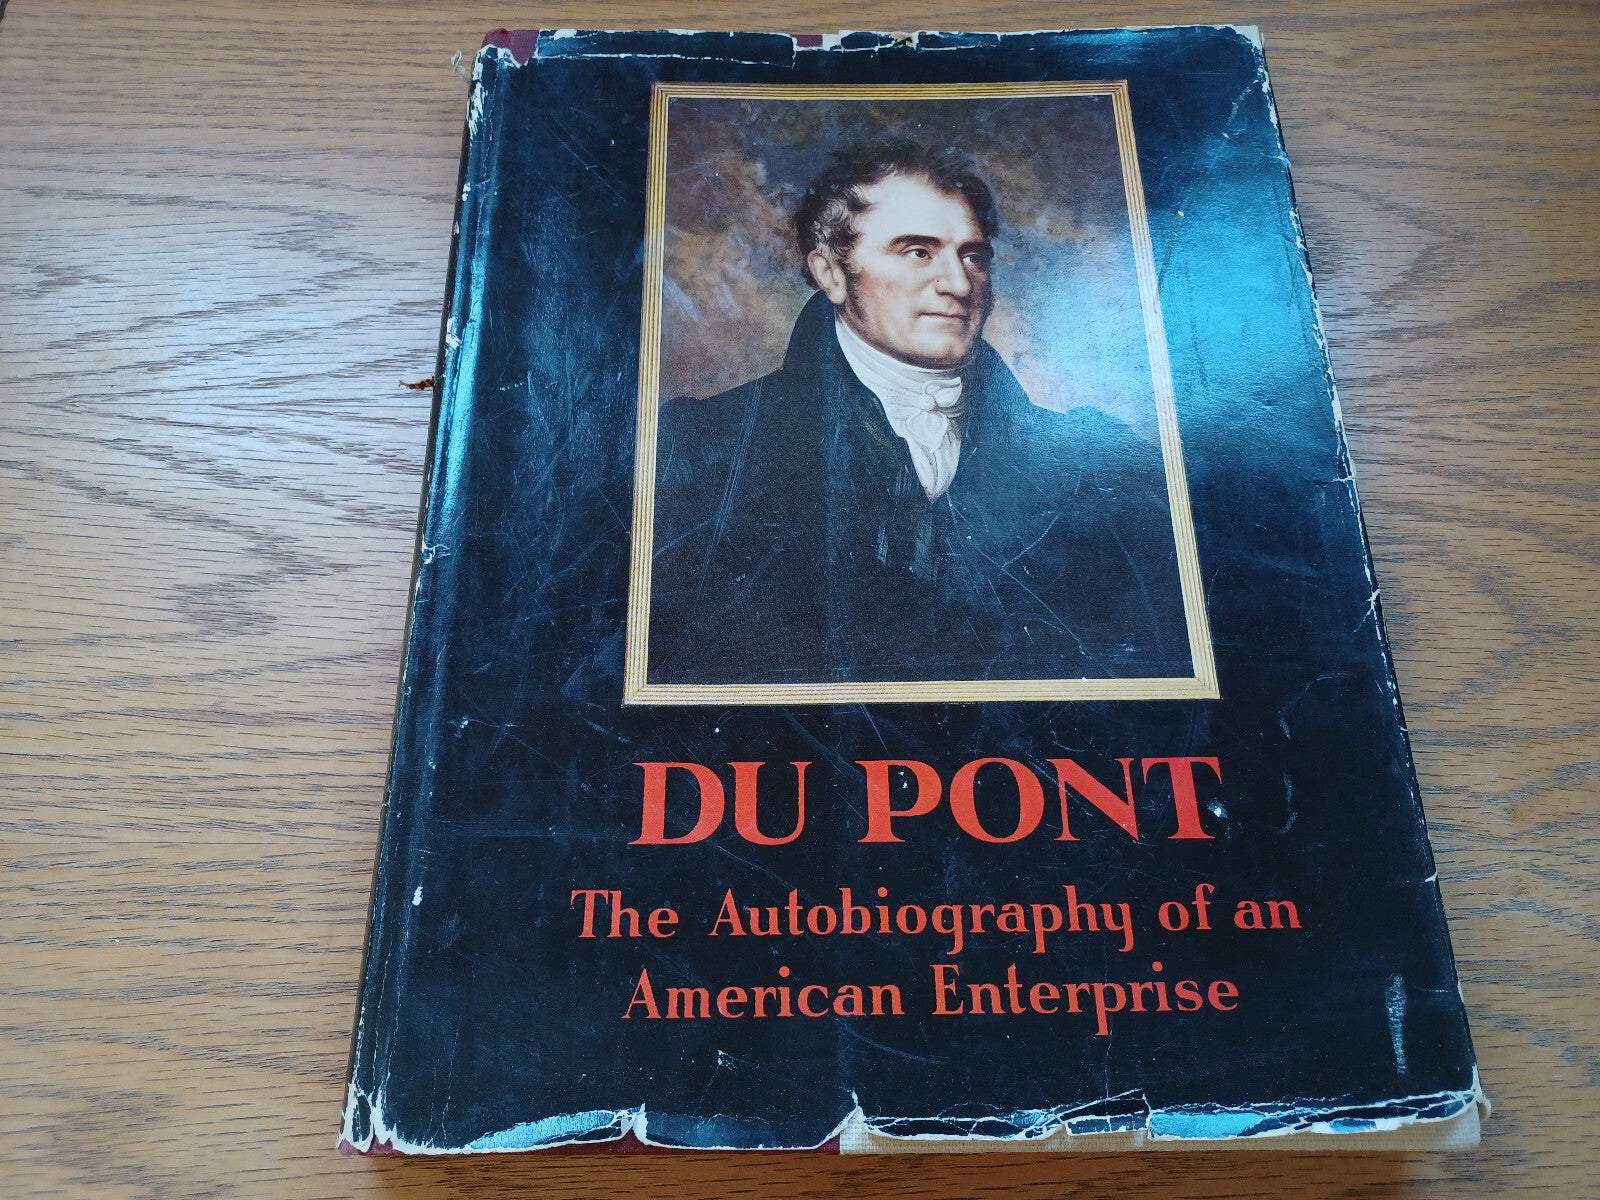 DU PONT
The Autobiography of an
American Enterprise